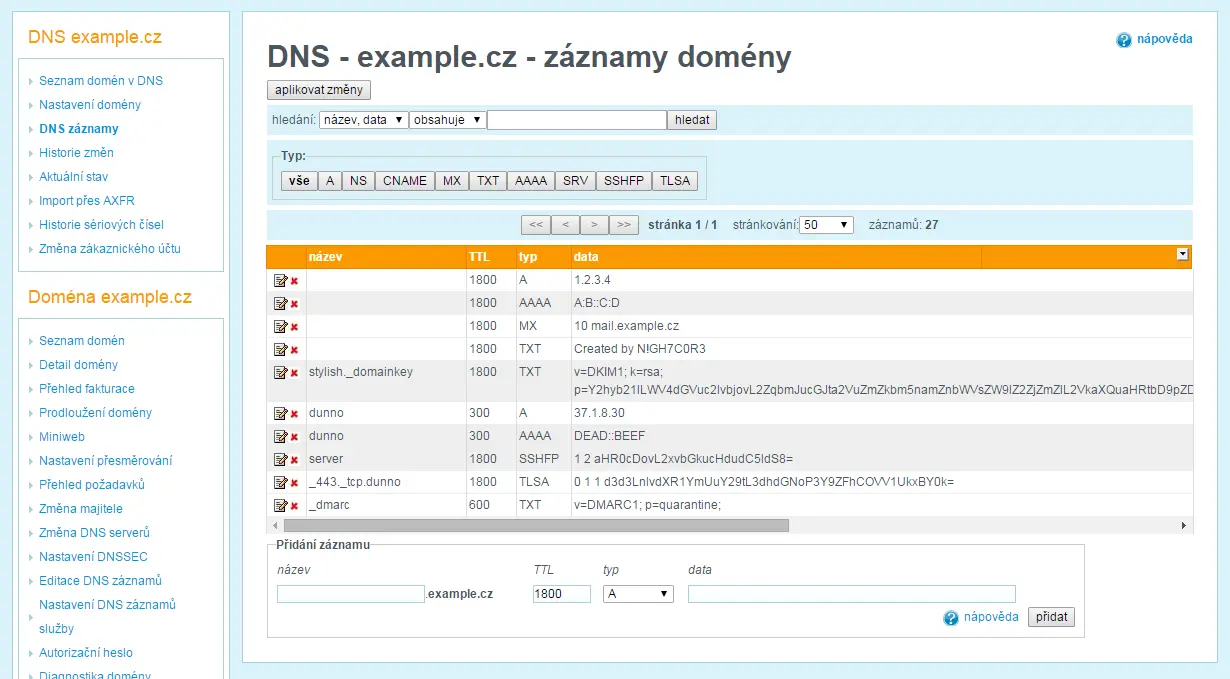 DNS example.cz
Seznam domén v DNS
Nastavení domény
DNS záznamy
Historie změn
Aktuální stav
Import přes AXFR
Historie sériových čísel
Změna zákaznického účtu
Doména example.cz
Seznam domén
Detail domény
Přehled fakturace
Prodloužení domény
Miniweb
Nastavení přesměrování
Přehled požadavků
Změna majitele
Změna DNS serverů
Nastavení DNSSEC
Editace DNS záznamů
Nastavení DNS záznamů
služby
Autorizační heslo
Diagnostika domény
nápověda
DNS - example.cz - záznamy domény
aplikovat změny
hledání: název, data obsahuje hledat
Typ:
vše A NS CNAME MX TXT AAAA SRV SSHFP TLSA
<< < > >> stránka 1 / 1 stránkování: 50 záznamů: 27
název TTL typ data
1800 A 1.2.3.4
1800 AAAA A:B::C:D
1800 MX 10 mail.example.cz
1800 TXT Created by N!GH7C0R3
stylish._domainkey 1800 TXT v=DKIM1; k=rsa;
dunno 300 A 37.1.8.30
dunno 300 AAAA DEAD::BEEF
server 1800 SSHFP 1 2 aHR0cDovL2xvbGkucHdudC5ldS8=
_443._tcp.dunno 1800 TLSA 0 1 1
_dmarc 600 TXT v=DMARC1; p=quarantine;
Přidání záznamu
název TTL typ data
.example.cz 1800 A
nápověda přidat